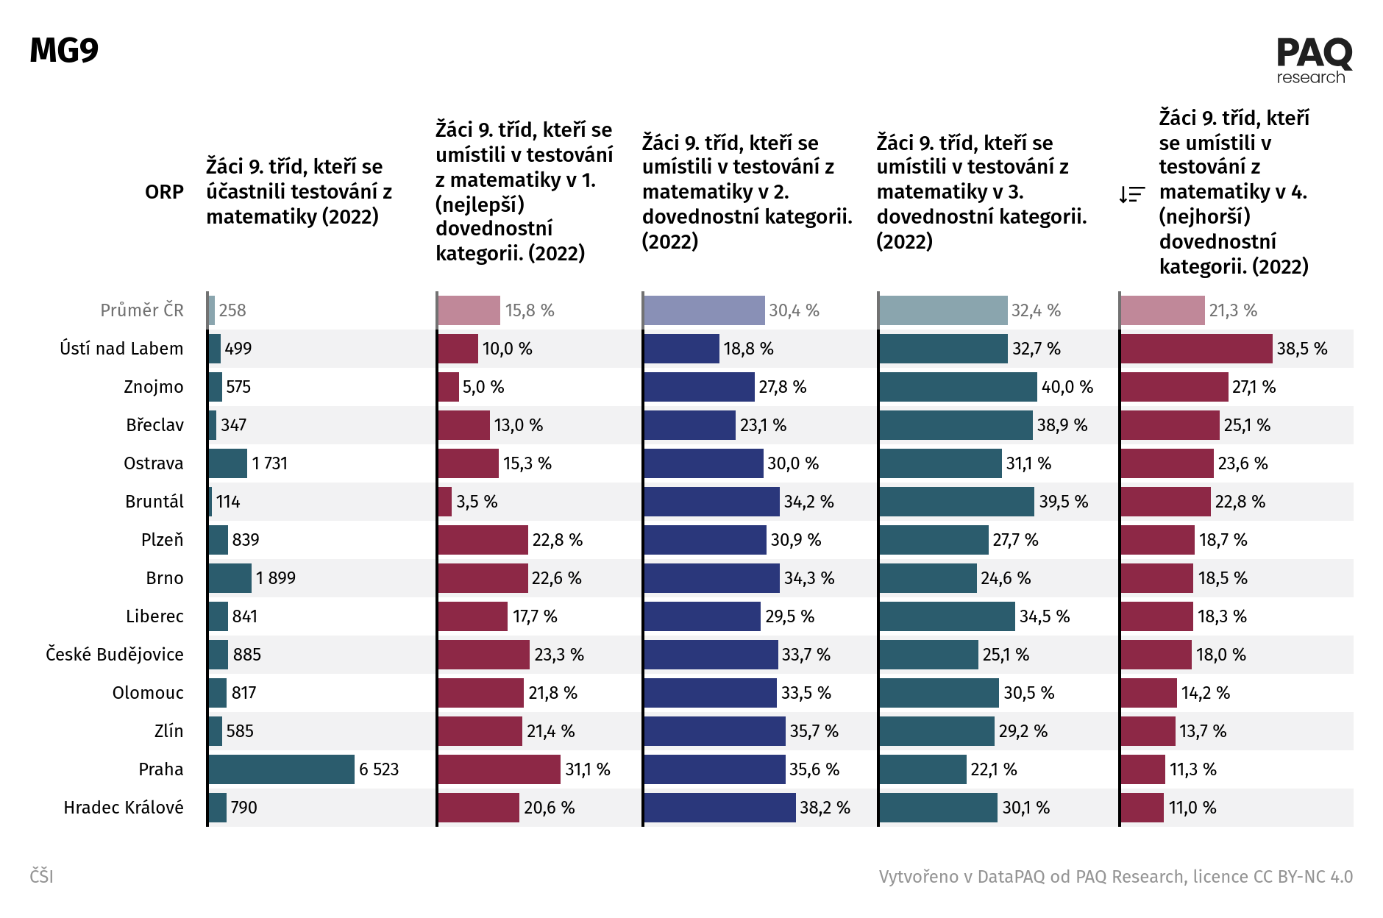 MG9
PAQ
research
ORP
Žáci 9. tříd, kteří se
účastnili testování z
matematiky (2022)
Žáci 9. tříd, kteří se
umístili v testování
z matematiky v 1.
(nejlepší)
dovednostní
kategorii. (2022)
Žáci 9. tříd, kteří se
umístili v testování z
matematiky v 2.
dovednostní kategorii.
(2022)
Žáci 9. tříd, kteří se
umístili v testování z
matematiky v 3.
dovednostní kategorii.
(2022)
Žáci 9. tříd, kteří
se umístili v
testování z
matematiky v 4.
(nejhorší)
dovednostní
kategorii. (2022)
Průměr ČR 258 15,8 % 30,4 % 32,4 % 21,3 %
Ústí nad Labem 499 10,0 % 18,8 % 32,7 % 38,5 %
Znojmo 575 5,0 % 27,8 % 40,0 % 27,1 %
Břeclav 347 13,0 % 23,1 % 38,9 % 25,1 %
Ostrava 1 731 15,3 % 30,0 % 31,1 % 23,6 %
Bruntál 114 3,5 % 34,2 % 39,5 % 22,8 %
Plzeň 839 22,8 % 30,9 % 27,7 % 18,7 %
Brno 1 899 22,6 % 34,3 % 24,6 % 18,5 %
Liberec 841 17,7 % 29,5 % 34,5 % 18,3 %
České Budějovice 885 23,3 % 33,7 % 25,1 % 18,0 %
Olomouc 817 21,8 % 33,5 % 30,5 % 14,2 %
Zlín 585 21,4 % 35,7 % 29,2 % 13,7 %
Praha 6 523 31,1 % 35,6 % 22,1 % 11,3 %
Hradec Králové 790 20,6 % 38,2 % 30,1 % 11,0 %
ČŠI
Vytvořeno v DataPAQ od PAQ Research, licence CC BY-NC 4.0